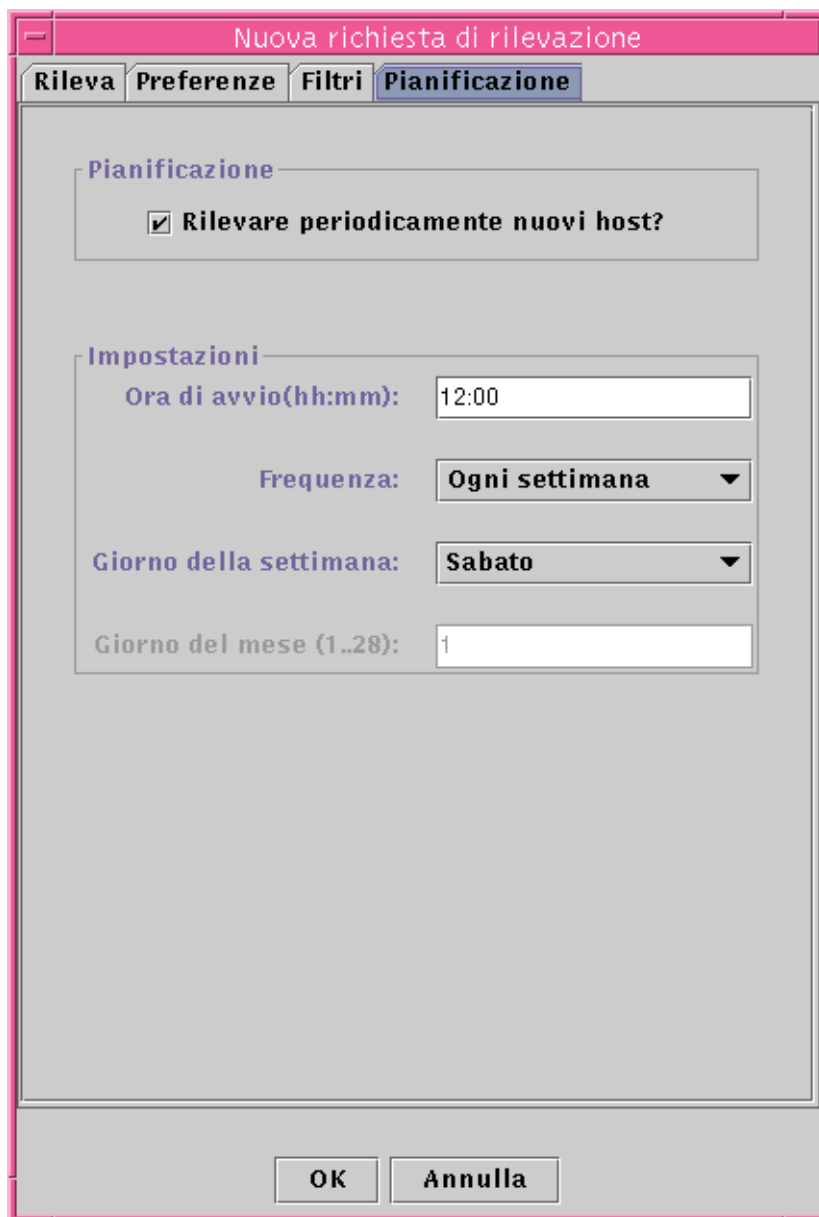 Nuova richiesta di rilevazione
Rileva Preferenze Filtri Pianificazione
Pianificazione
Rilevare periodicamente nuovi host?
Impostazioni
Ora di avvio(hh:mm): 12:00
Frequenza: Ogni settimana
Giorno della settimana: Sabato
Giorno del mese (1..28): 1
OK Annulla